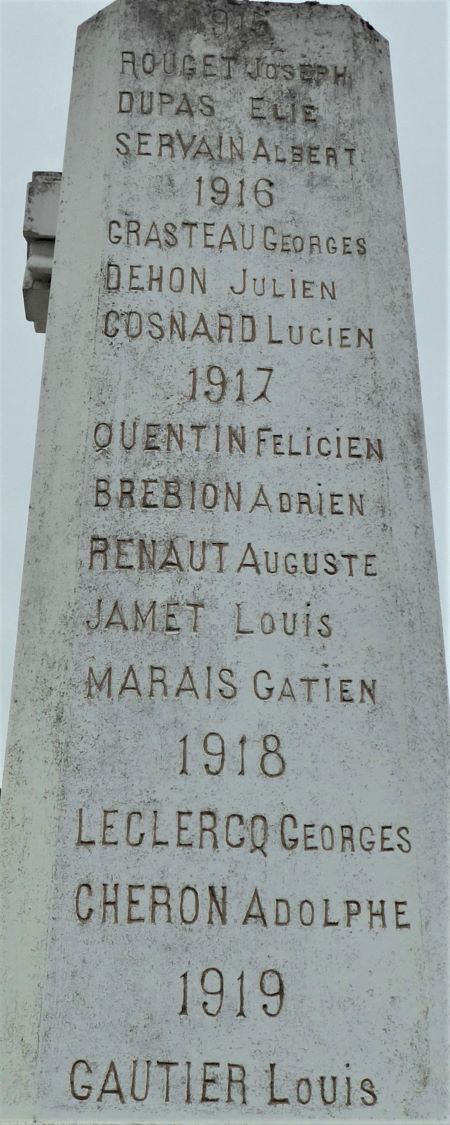 1915
ROUGET JOSEPH
DUPAS ELIE
SERVAIN ALBERT
1916
GRASTEAU GEORGES
DEHON JULIEN
COSNARD LUCIEN
1917
QUENTIN FELICIEN
BREBION ADRIEN
RENAUT AUGUSTE
JAMET LOUIS
MARAIS GATIEN
1918
LECLERCQ GEORGES
CHERON ADOLPHE
1919
GAUTIER LOUIS